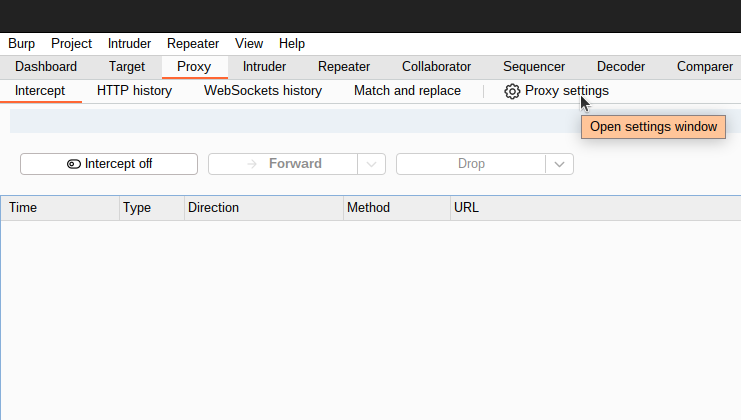 Burp Project Intruder Repeater View Help
Dashboard Target Proxy Intruder Repeater Collaborator Sequencer Decoder Comparer
Intercept HTTP history WebSockets history Match and replace Proxy settings
Open settings window
Intercept off Forward Drop
Time Type Direction Method URL